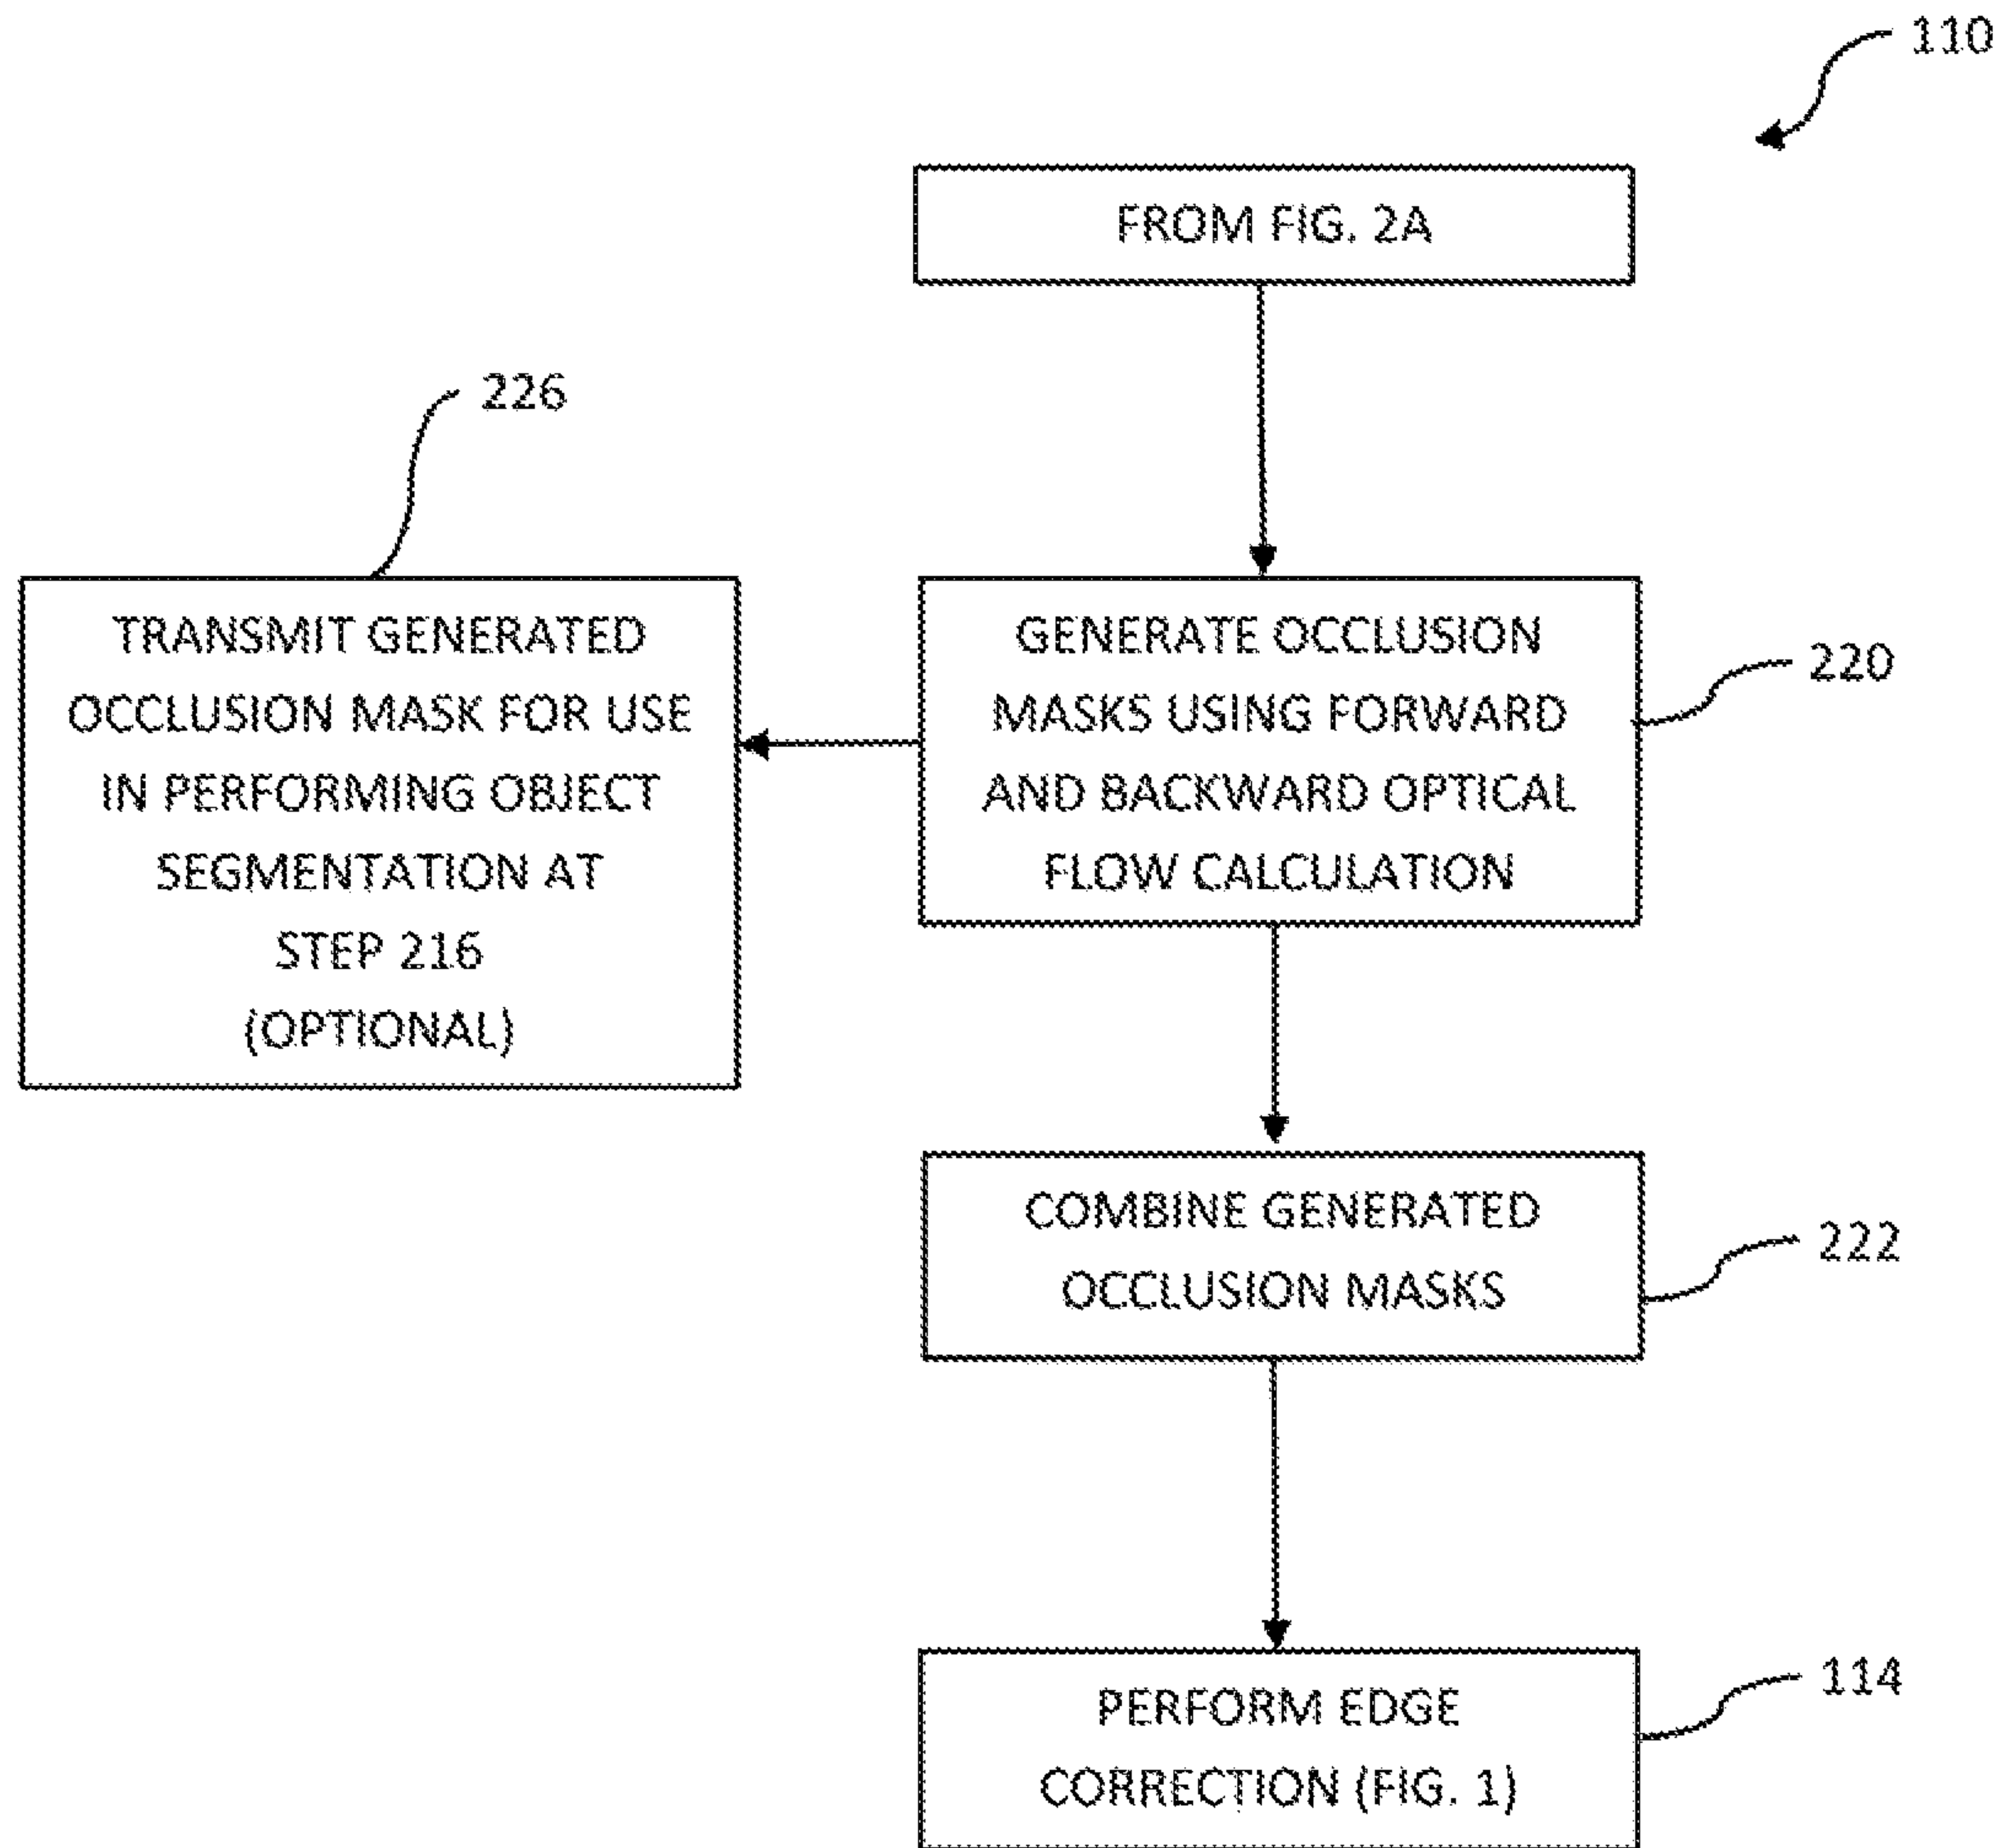 110
FROM FIG. 2A
226
TRANSMIT GENERATED
OCCLUSION MASK FOR USE
IN PERFORMING OBJECT
SEGMENTATION AT
STEP 216
(OPTIONAL)
GENERATE OCCLUSION
MASKS USING FORWARD
AND BACKWARD OPTICAL
FLOW CALCULATION
220
COMBINE GENERATED
OCCLUSION MASKS
222
PERFORM EDGE
CORRECTION (FIG. 1)
114